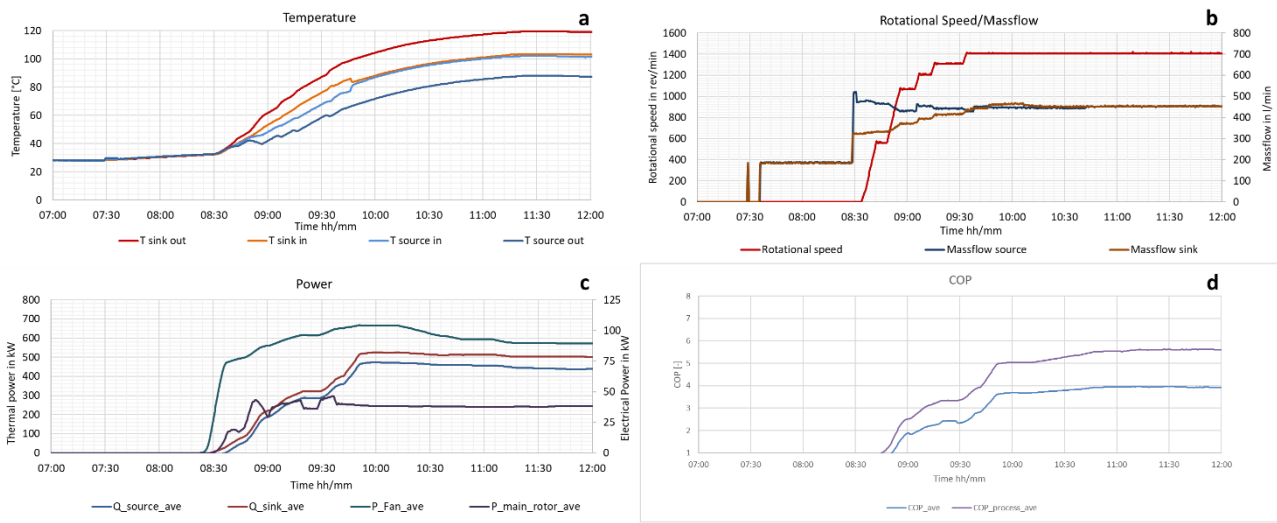 Temperature
a
Temperature [°C]
120
100
80
60
40
20
0
07:00 07:30 08:00 08:30 09:00 09:30 10:00 10:30 11:00 11:30 12:00
Time hh/mm
T sink out T sink in T source in T source out
Rotational Speed/Massflow
b
Rotational speed in rev/min
1600
1400
1200
1000
800
600
400
200
0
800
700
600
500
400
300
200
100
0
Massflow in l/min
07:00 07:30 08:00 08:30 09:00 09:30 10:00 10:30 11:00 11:30 12:00
Time hh/mm
Rotational speed Massflow source Massflow sink
Power
c
Thermal power in kW
800
700
600
500
400
300
200
100
0
125
100
75
50
25
0
Electrical Power in kW
07:00 07:30 08:00 08:30 09:00 09:30 10:00 10:30 11:00 11:30 12:00
Time hh/mm
Q_source_ave Q_sink_ave P_Fan_ave P_main_rotor_ave
COP
d
COP [-]
8
7
6
5
4
3
2
1
07:00 07:30 08:00 08:30 09:00 09:30 10:00 10:30 11:00 11:30 12:00
Time hh/mm
COP_ave COP_process_ave